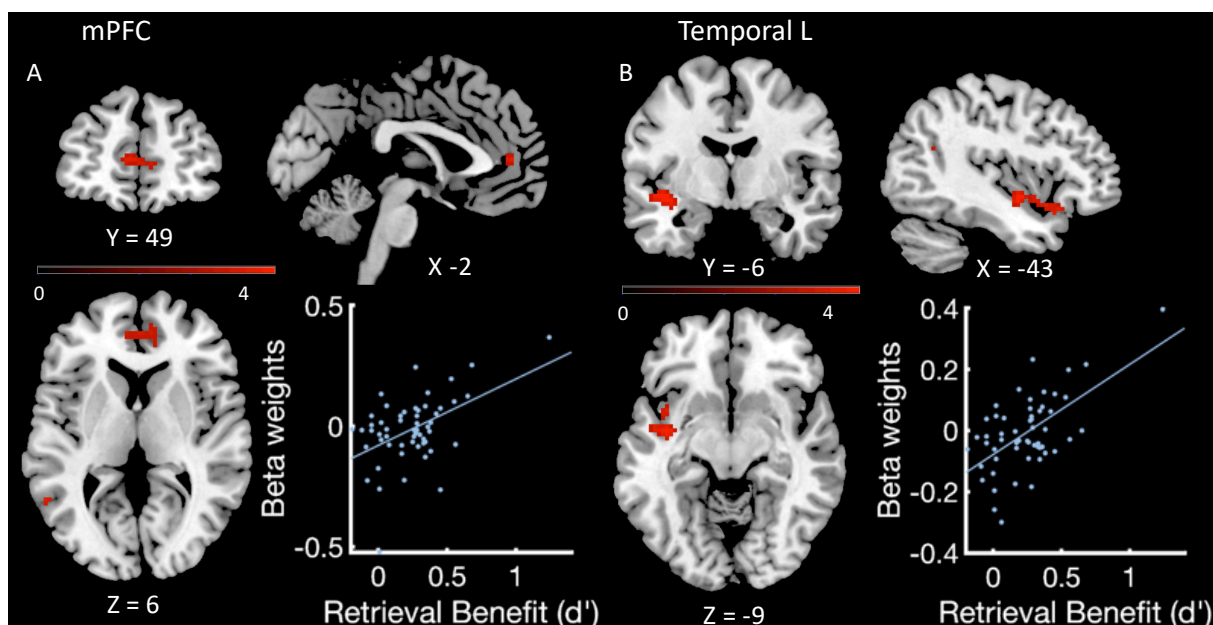 mPFC
A
Y = 49
X -2
0 4
Z = 6
0.5
0
-0.5
Beta weights
0 0.5 1
Retrieval Benefit (d')
Temporal L
B
Y = -6
X = -43
0 4
Z = -9
0.4
0.2
0
-0.2
-0.4
Beta weights
0 0.5 1
Retrieval Benefit (d')